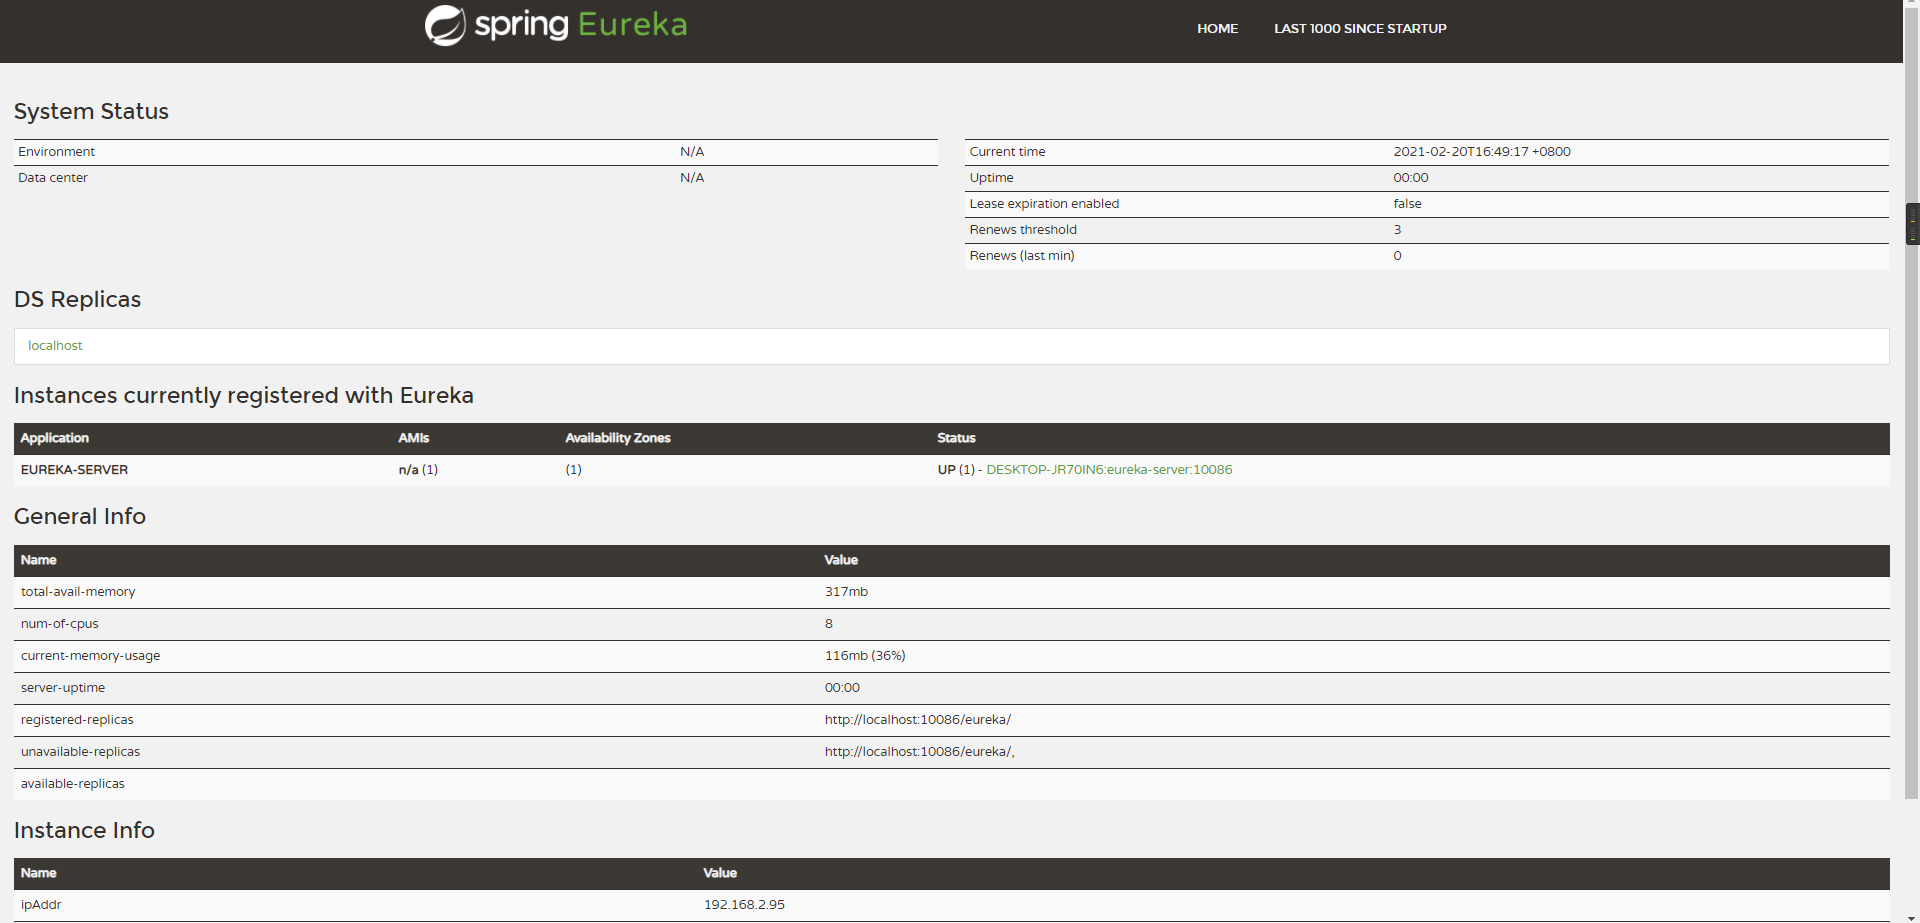 spring Eureka
HOME LAST 1000 SINCE STARTUP
System Status
Environment N/A
Data center N/A
Current time 2021-02-20T16:49:17 +0800
Uptime 00:00
Lease expiration enabled false
Renews threshold 3
Renews (last min) 0
DS Replicas
localhost
Instances currently registered with Eureka
Application AMIs Availability Zones Status
EUREKA-SERVER n/a (1) (1) UP (1) - DESKTOP-JR70IN6:eureka-server:10086
General Info
Name Value
total-avail-memory 317mb
num-of-cpus 8
current-memory-usage 116mb (36%)
server-uptime 00:00
registered-replicas http://localhost:10086/eureka/
unavailable-replicas http://localhost:10086/eureka/,
available-replicas
Instance Info
Name Value
ipAddr 192.168.2.95